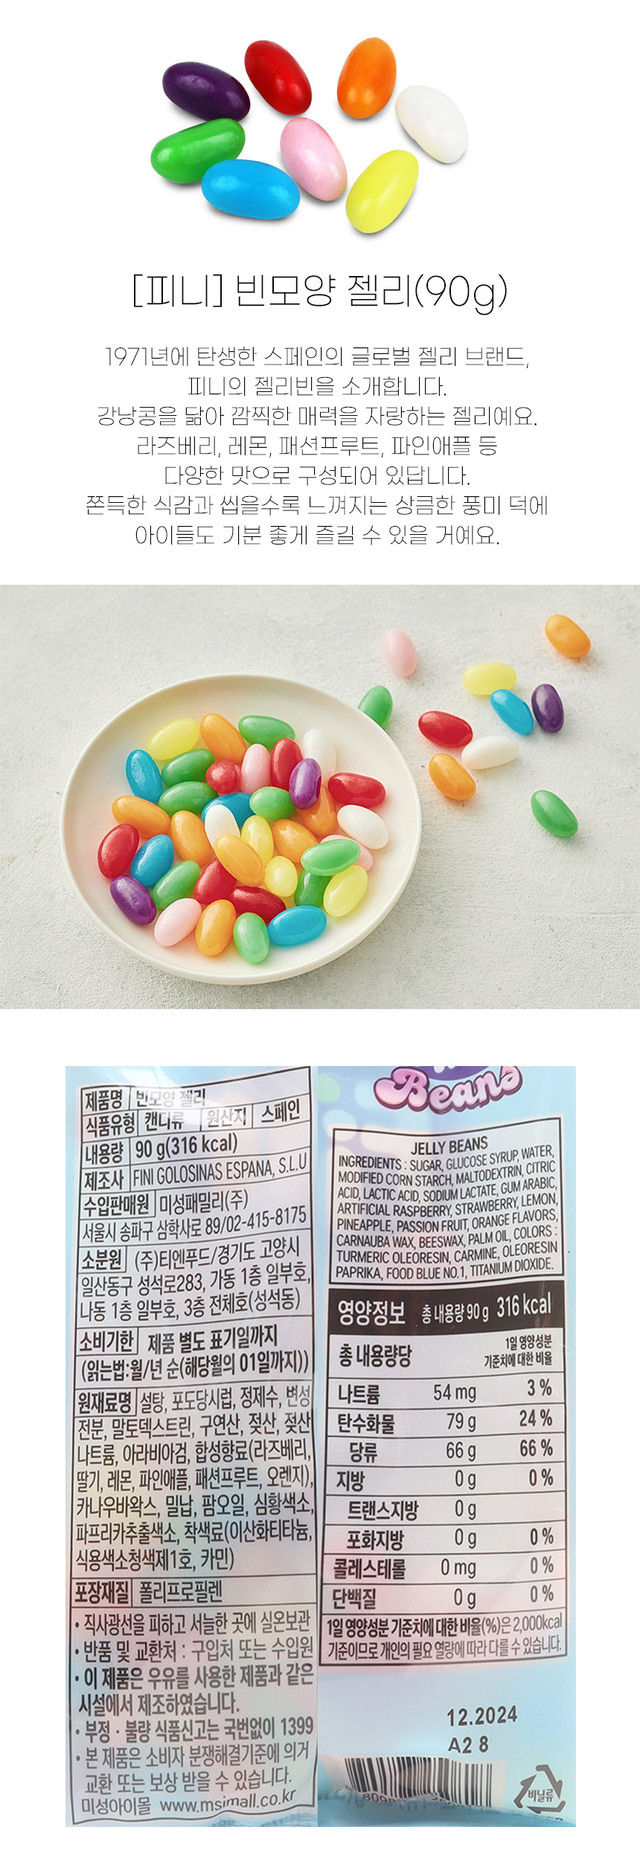 [피니] 빈모양 젤리(90g)
1971년에 탄생한 스페인의 글로벌 젤리 브랜드,
피니의 젤리빈을 소개합니다.
강낭콩을 닮아 깜찍한 매력을 자랑하는 젤리예요.
라즈베리, 레몬, 패션프루트, 파인애플 등
다양한 맛으로 구성되어 있답니다.
쫀득한 식감과 씹을수록 느껴지는 상큼한 풍미 덕에
아이들도 기분 좋게 즐길 수 있을 거예요.
제품명 빈모양 젤리
식품유형 캔디류 원산지 스페인
내용량 90 g(316 kcal)
제조사 FINI GOLOSINAS ESPANA, S.L.U
수입판매원 미성패밀리(주)
서울시 송파구 삼학사로 89/02-415-8175
소분원 (주)티엔푸드/경기도 고양시
일산동구 성석로283, 가동 1층 일부호,
나동 1층 일부호, 3층 전체호(성석동)
소비기한 제품 별도 표기일까지
(읽는법:월/년 순(해당월의 01일까지))
원재료명 설탕, 포도당시럽, 정제수, 변성
전분, 말토덱스트린, 구연산, 젖산, 젖산
나트륨, 아라비아검, 합성향료(라즈베리,
딸기, 레몬, 파인애플, 패션프루트, 오렌지),
카나우바왁스, 밀납, 팜오일, 심황색소,
파프리카추출색소, 착색료(이산화티타늄,
식용색소청색제1호, 카민)
포장재질 폴리프로필렌
· 직사광선을 피하고 서늘한 곳에 실온보관
· 반품 및 교환처 : 구입처 또는 수입원
· 이 제품은 우유를 사용한 제품과 같은
시설에서 제조하였습니다.
· 부정 · 불량 식품신고는 국번없이 1399
· 본 제품은 소비자 분쟁해결기준에 의거
교환 또는 보상 받을 수 있습니다.
미성아이몰 www.msimall.co.kr
Beans
JELLY BEANS
INGREDIENTS : SUGAR, GLUCOSE SYRUP, WATER,
MODIFIED CORN STARCH, MALTODEXTRIN, CITRIC
ACID, LACTIC ACID, SODIUM LACTATE, GUM ARABIC,
ARTIFICIAL RASPBERRY, STRAWBERRY, LEMON,
PINEAPPLE, PASSION FRUIT, ORANGE FLAVORS,
CARNAUBA WAX, BEESWAX, PALM OIL, COLORS :
TURMERIC OLEORESIN, CARMINE, OLEORESIN
PAPRIKA, FOOD BLUE NO.1, TITANIUM DIOXIDE.
영양정보 총 내용량 90 g 316 kcal
총 내용량당 1일 영양성분
기준치에 대한 비율
나트륨 54 mg 3 %
탄수화물 79 g 24 %
당류 66 g 66 %
지방 0 g 0 %
트랜스지방 0 g
포화지방 0 g 0 %
콜레스테롤 0 mg 0 %
단백질 0 g 0 %
1일 영양성분 기준치에 대한 비율(%)은 2,000kcal
기준이므로 개인의 필요 열량에 따라 다를 수 있습니다.
12.2024
A2 8
비닐류